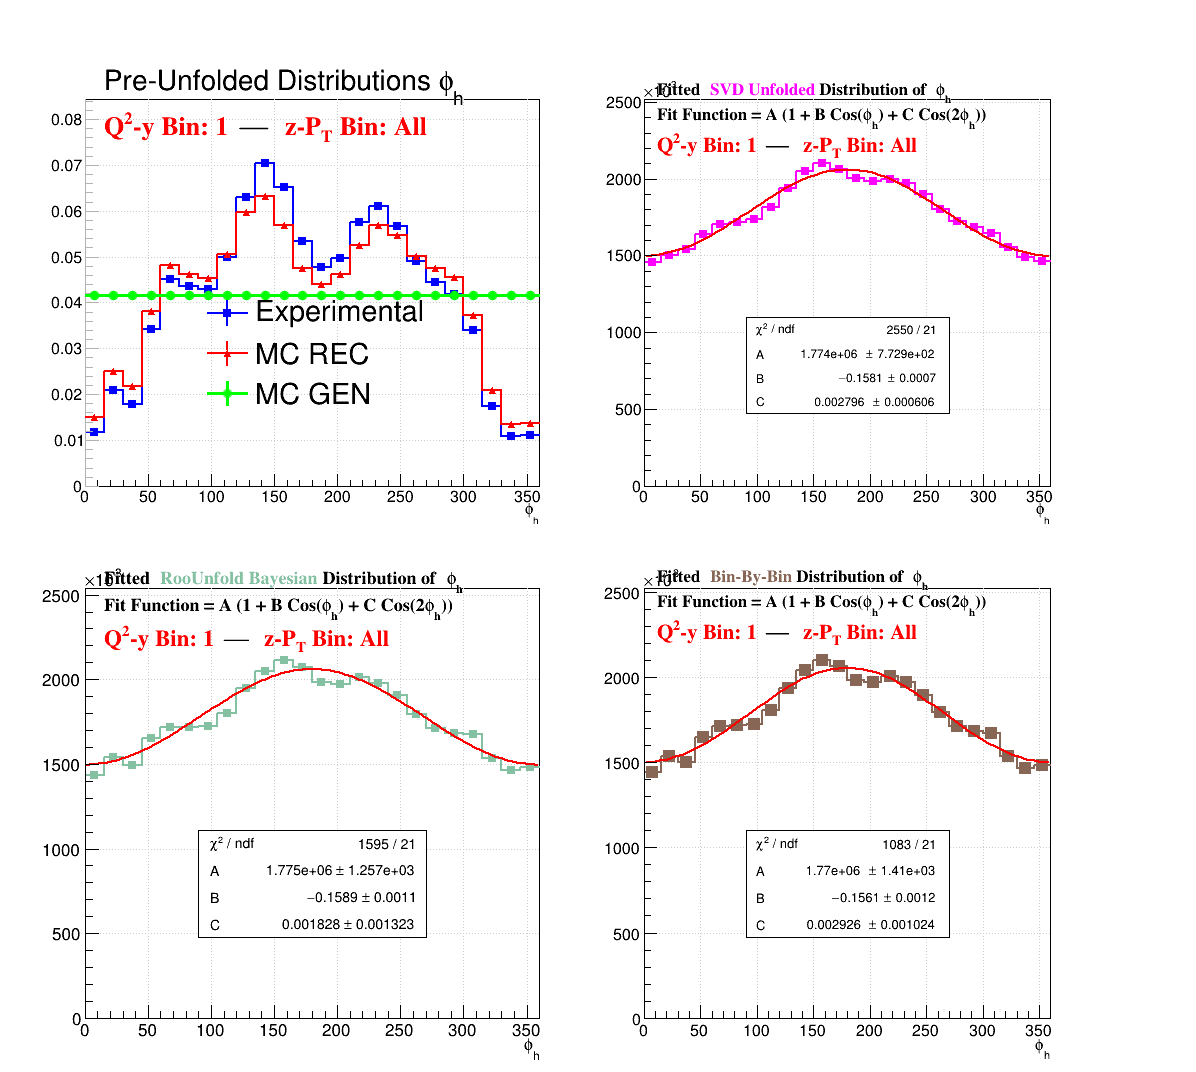 Pre-Unfolded Distributions ϕh
Q²-y Bin: 1 — z-PT Bin: All
0.08
0.07
0.06
0.05
0.04
0.03
0.02
0.01
0
Experimental
MC REC
MC GEN
0 50 100 150 200 250 300 350
ϕh
Fitted SVD Unfolded Distribution of ϕh
Fit Function = A (1 + B Cos(ϕh) + C Cos(2ϕh))
Q²-y Bin: 1 — z-PT Bin: All
2500
2000
1500
1000
500
0
χ² / ndf 2550 / 21
A 1.774e+06 ± 7.729e+02
B −0.1581 ± 0.0007
C 0.002796 ± 0.000606
0 50 100 150 200 250 300 350
ϕh
Fitted RooUnfold Bayesian Distribution of ϕh
Fit Function = A (1 + B Cos(ϕh) + C Cos(2ϕh))
Q²-y Bin: 1 — z-PT Bin: All
2500
2000
1500
1000
500
0
χ² / ndf 1595 / 21
A 1.775e+06 ± 1.257e+03
B −0.1589 ± 0.0011
C 0.001828 ± 0.001323
0 50 100 150 200 250 300 350
ϕh
Fitted Bin-By-Bin Distribution of ϕh
Fit Function = A (1 + B Cos(ϕh) + C Cos(2ϕh))
Q²-y Bin: 1 — z-PT Bin: All
2500
2000
1500
1000
500
0
χ² / ndf 1083 / 21
A 1.77e+06 ± 1.41e+03
B −0.1561 ± 0.0012
C 0.002926 ± 0.001024
0 50 100 150 200 250 300 350
ϕh